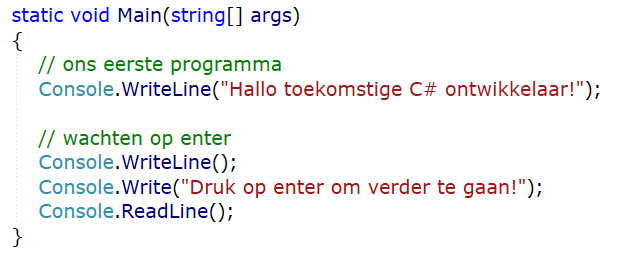 static void Main(string[] args)
{
// ons eerste programma
Console.WriteLine("Hallo toekomstige C# ontwikkelaar!");
// wachten op enter
Console.WriteLine();
Console.Write("Druk op enter om verder te gaan!");
Console.ReadLine();
}